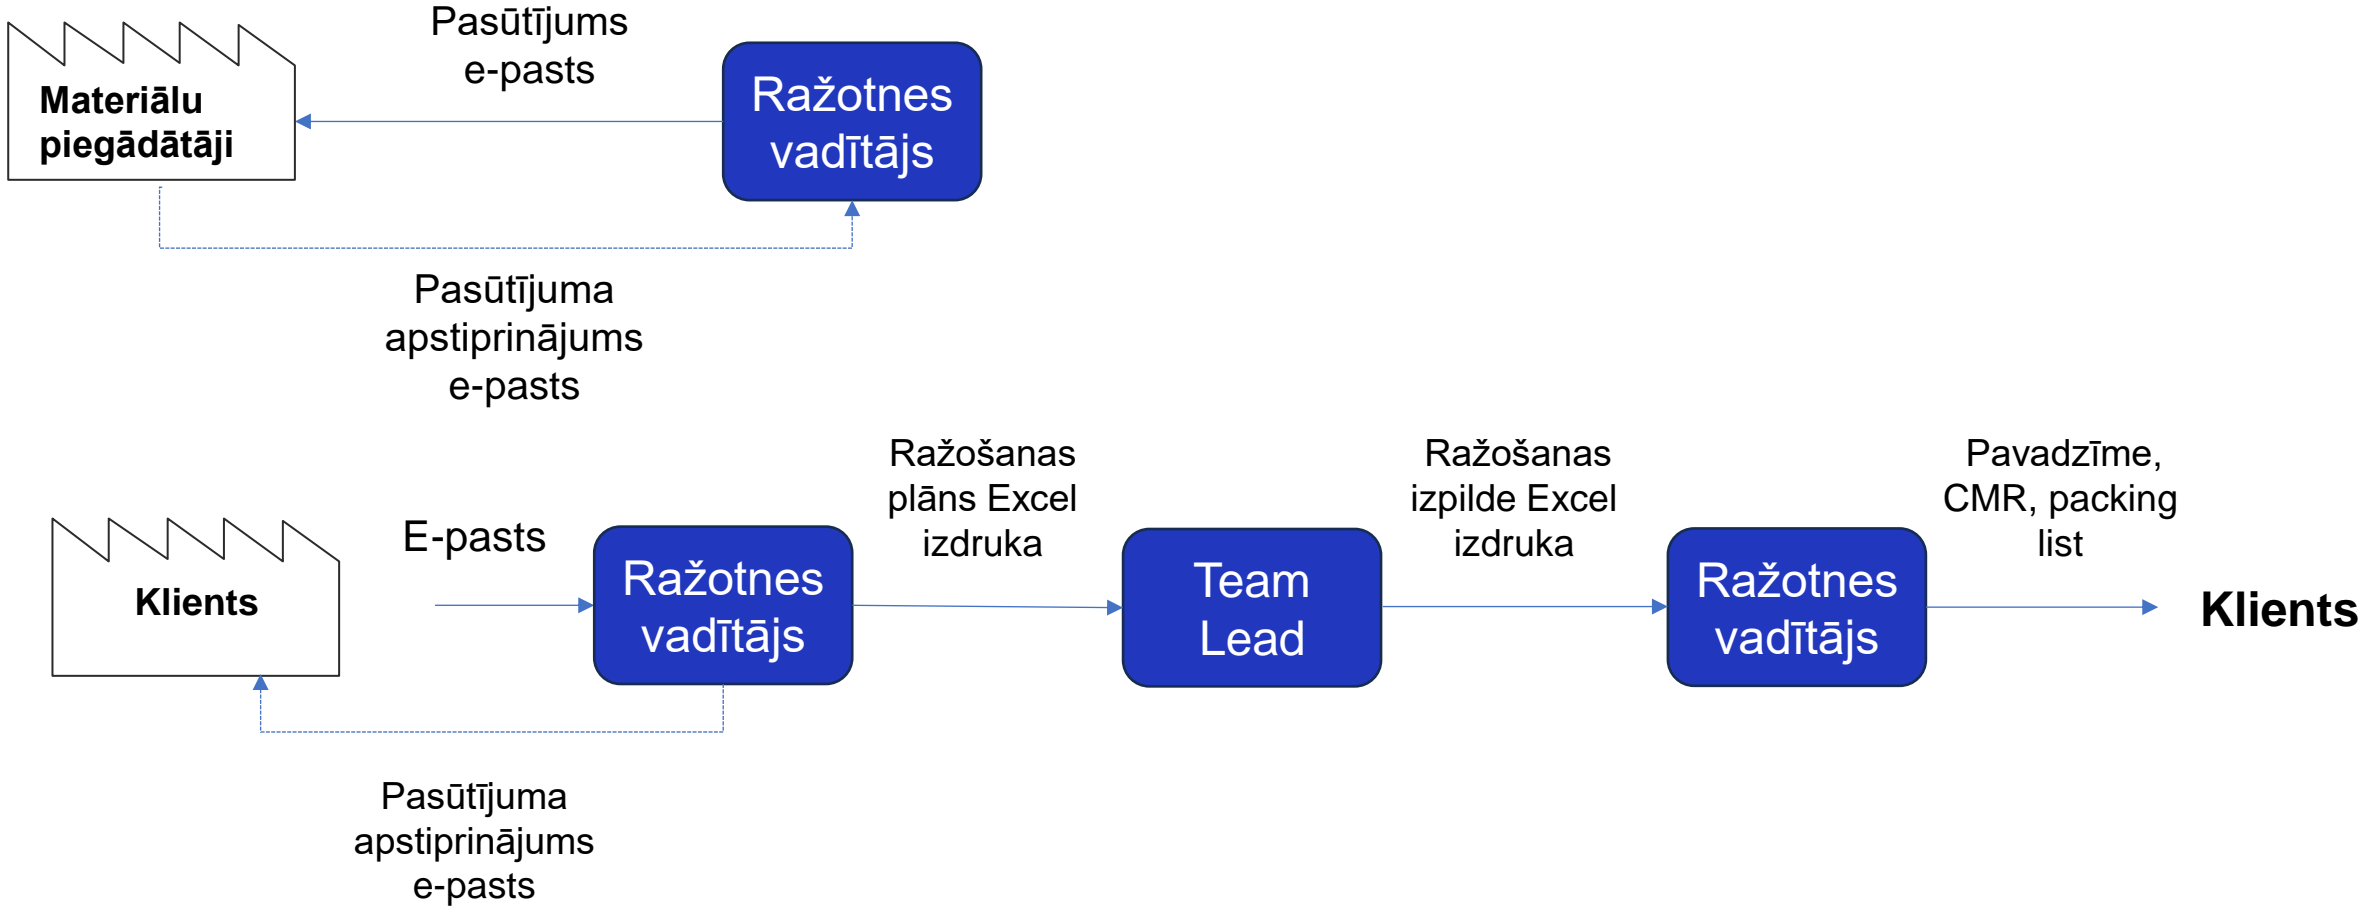 Pasūtījums
e-pasts
Materiālu
piegādātāji
Ražotnes
vadītājs
Pasūtījuma
apstiprinājums
e-pasts
Klients
E-pasts
Ražotnes
vadītājs
Ražošanas
plāns Excel
izdruka
Team
Lead
Ražošanas
izpilde Excel
izdruka
Ražotnes
vadītājs
Pavadzīme,
CMR, packing
list
Klients
Pasūtījuma
apstiprinājums
e-pasts